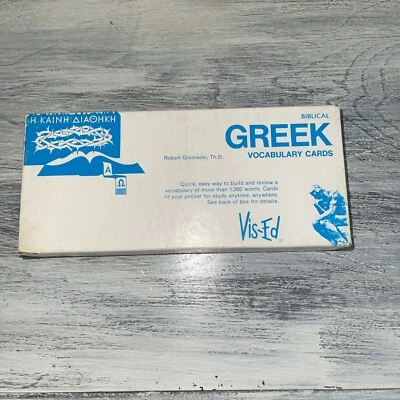 Η ΚΑΙΝΗ ΔΙΑΘΗΚΗ
Α
Ω
BIBLICAL
GREEK
VOCABULARY CARDS
Robert Gromacki, Th.D.
Quick, easy way to build and review a
vocabulary of more than 1,000 words. Cards
fit your pocket for study anytime, anywhere.
See back of box for details.
Vis-Ed
®